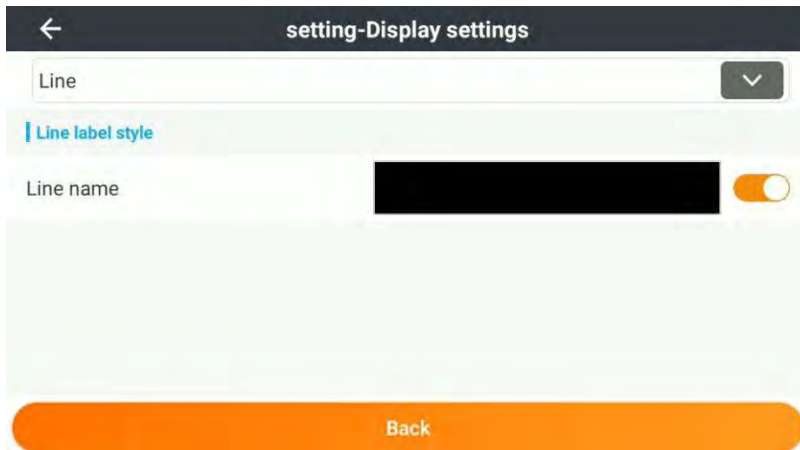 setting-Display settings
Line
Line label style
Line name
Back